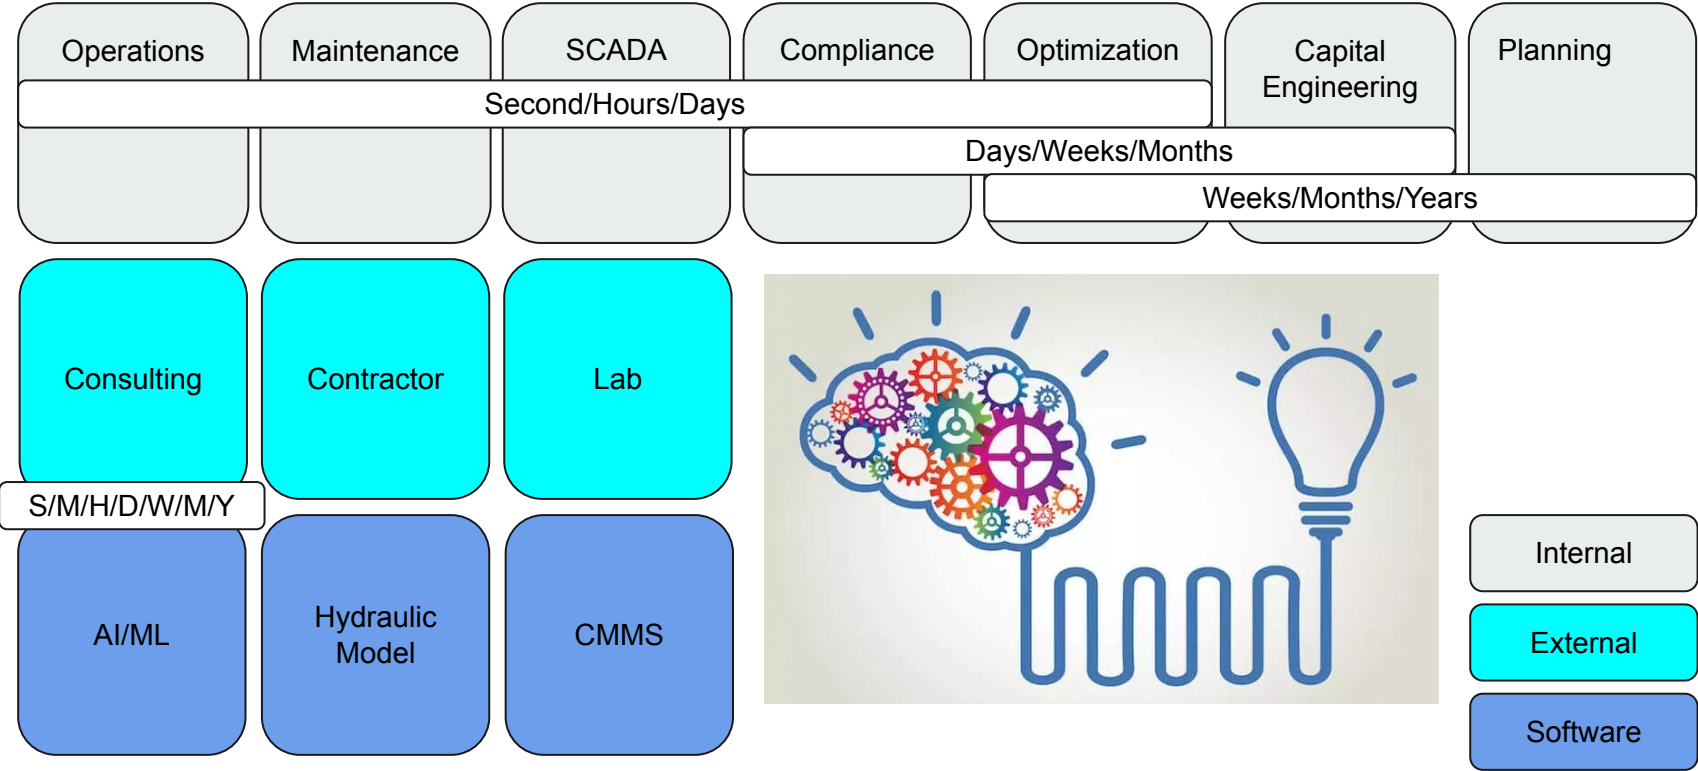 Operations
Maintenance
SCADA
Compliance
Optimization
Capital
Engineering
Planning
Second/Hours/Days
Days/Weeks/Months
Weeks/Months/Years
Consulting
Contractor
Lab
S/M/H/D/W/M/Y
AI/ML
Hydraulic
Model
CMMS
Internal
External
Software